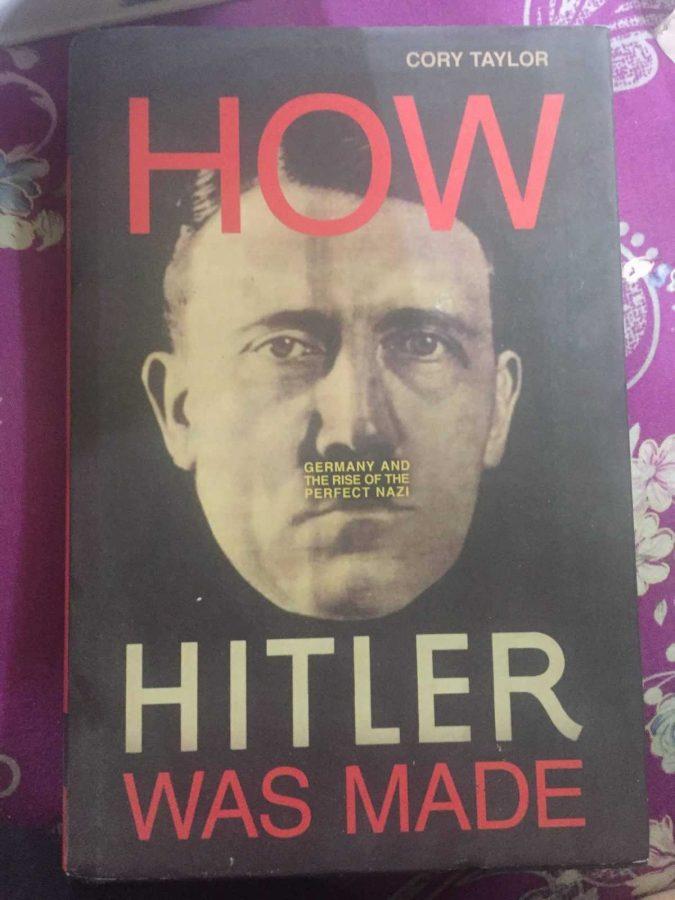 CORY TAYLOR
HOW
GERMANY AND
THE RISE OF THE
PERFECT NAZI
HITLER
WAS MADE